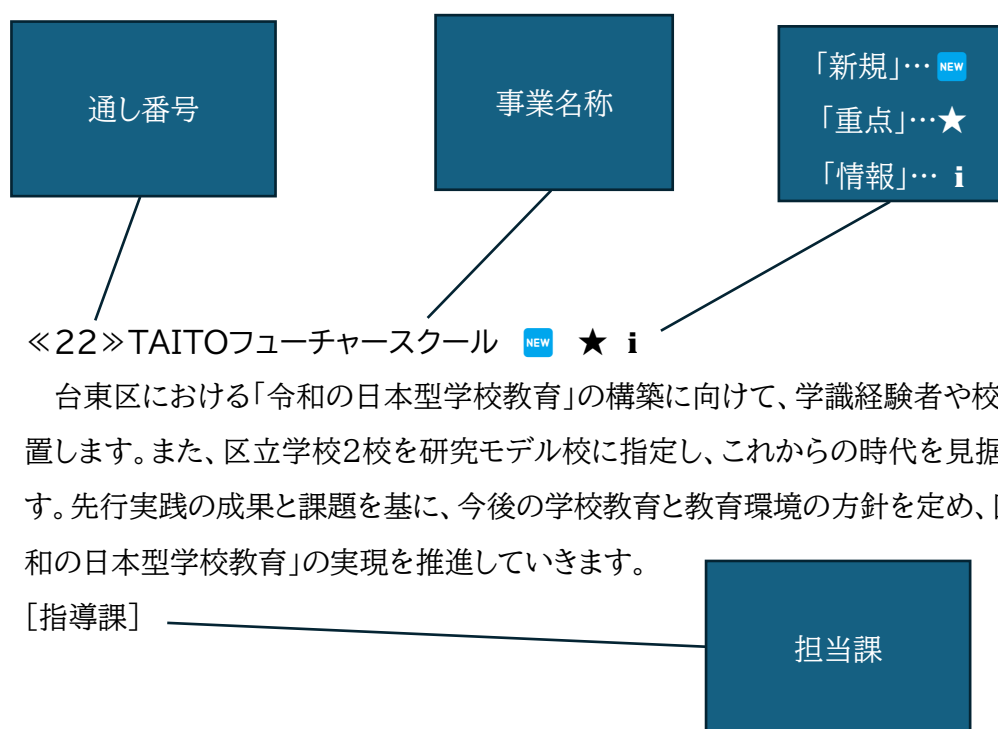 通し番号
事業名称
「新規」… NEW
「重点」…★
「情報」… i
≪22≫TAITOフューチャースクール NEW ★ i
台東区における「令和の日本型学校教育」の構築に向けて、学識経験者や校
置します。また、区立学校2校を研究モデル校に指定し、これからの時代を見据
す。先行実践の成果と課題を基に、今後の学校教育と教育環境の方針を定め、
和の日本型学校教育」の実現を推進していきます。
[指導課]
担当課